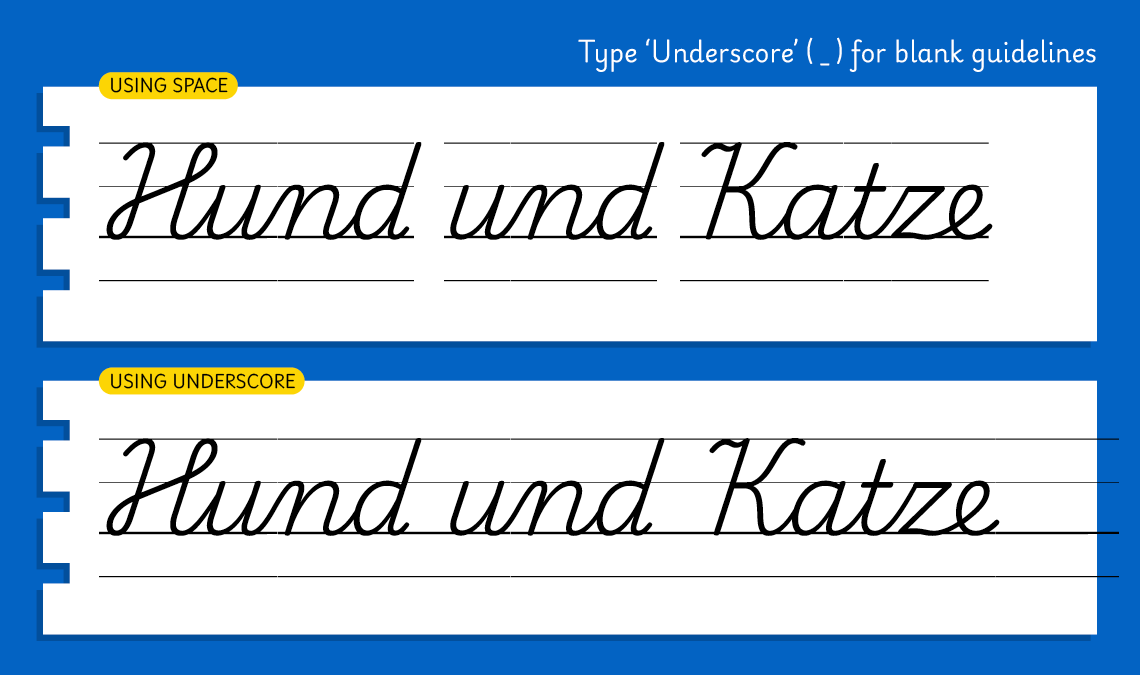 Type ‘Underscore’ ( _ ) for blank guidelines
USING SPACE
Hund und Katze
USING UNDERSCORE
Hund und Katze